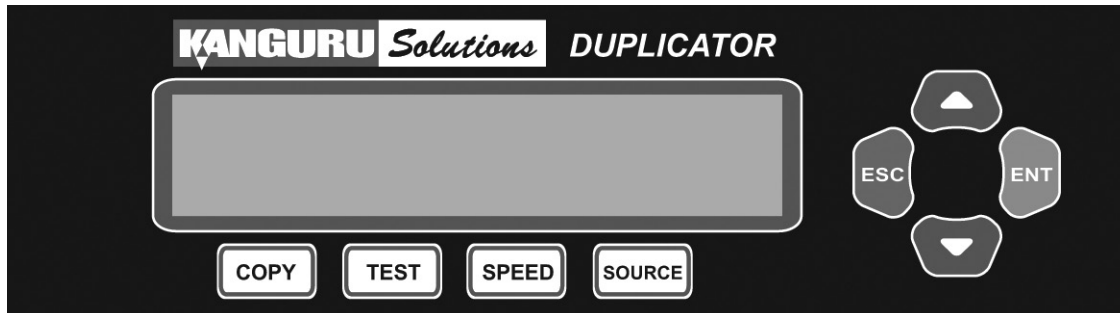 KANGURU Solutions DUPLICATOR
ESC ENT
COPY TEST SPEED SOURCE